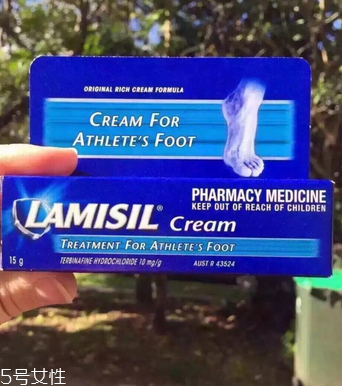 ORIGINAL RICH CREAM FORMULA
CREAM FOR
ATHLETE'S FOOT
PHARMACY MEDICINE
KEEP OUT OF REACH OF CHILDREN
LAMISIL® Cream
TREATMENT FOR ATHLETE'S FOOT
15 g TERBINAFINE HYDROCHLORIDE 10 mg/g AUST R 43524
5号女性